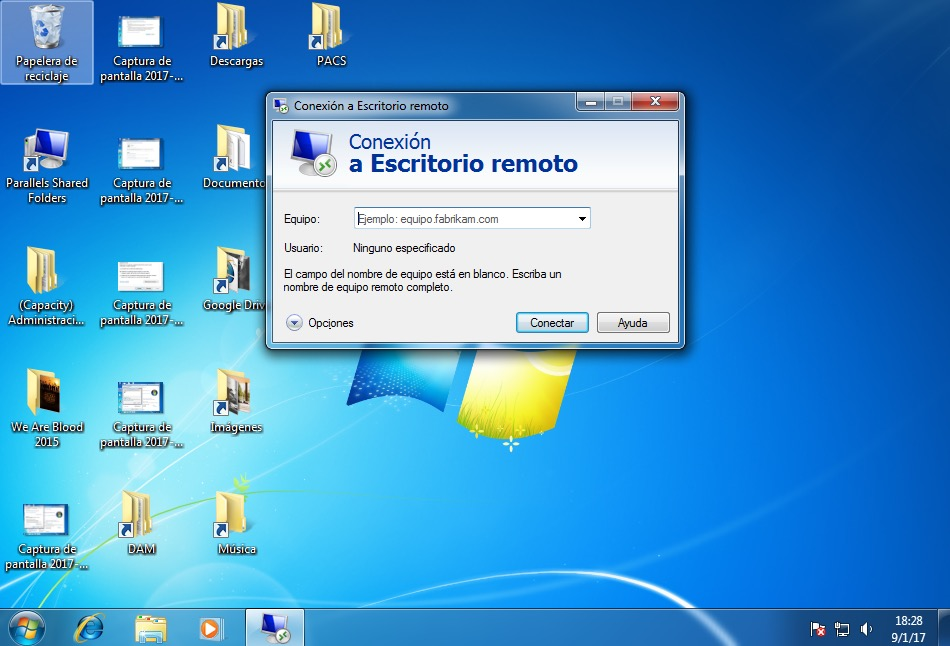 Papelera de
reciclaje
Captura de
pantalla 2017-...
Descargas
PACS
Parallels Shared
Folders
Captura de
pantalla 2017-...
Documento
(Capacity)
Administraci...
Captura de
pantalla 2017-...
Google Driv
We Are Blood
2015
Captura de
pantalla 2017-...
Imágenes
Captura de
pantalla 2017-...
DAM
Música
Conexión a Escritorio remoto
Conexión
a Escritorio remoto
Equipo:
Ejemplo: equipo.fabrikam.com
Usuario:
Ninguno especificado
El campo del nombre de equipo está en blanco. Escriba un
nombre de equipo remoto completo.
Opciones
Conectar
Ayuda
18:28
9/1/17